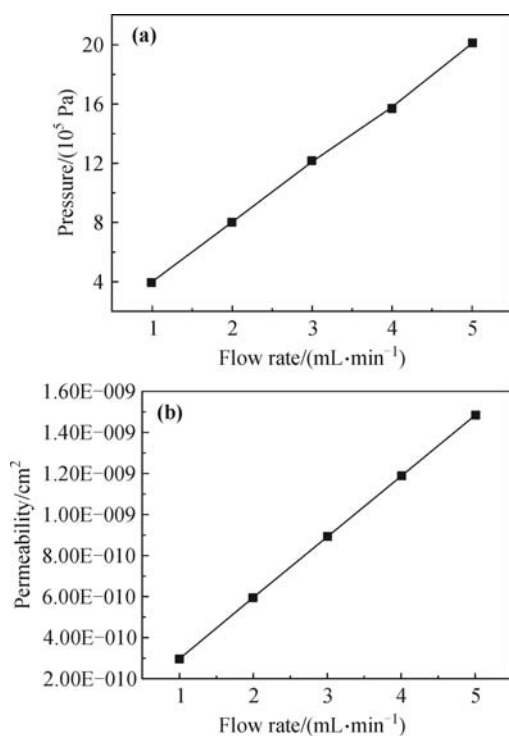 (a)
20
16
12
8
4
Pressure/(10⁵ Pa)
1 2 3 4 5
Flow rate/(mL·min⁻¹)
1.60E−009
(b)
1.40E−009
1.20E−009
1.00E−009
8.00E−010
6.00E−010
4.00E−010
2.00E−010
Permeability/cm²
1 2 3 4 5
Flow rate/(mL·min⁻¹)